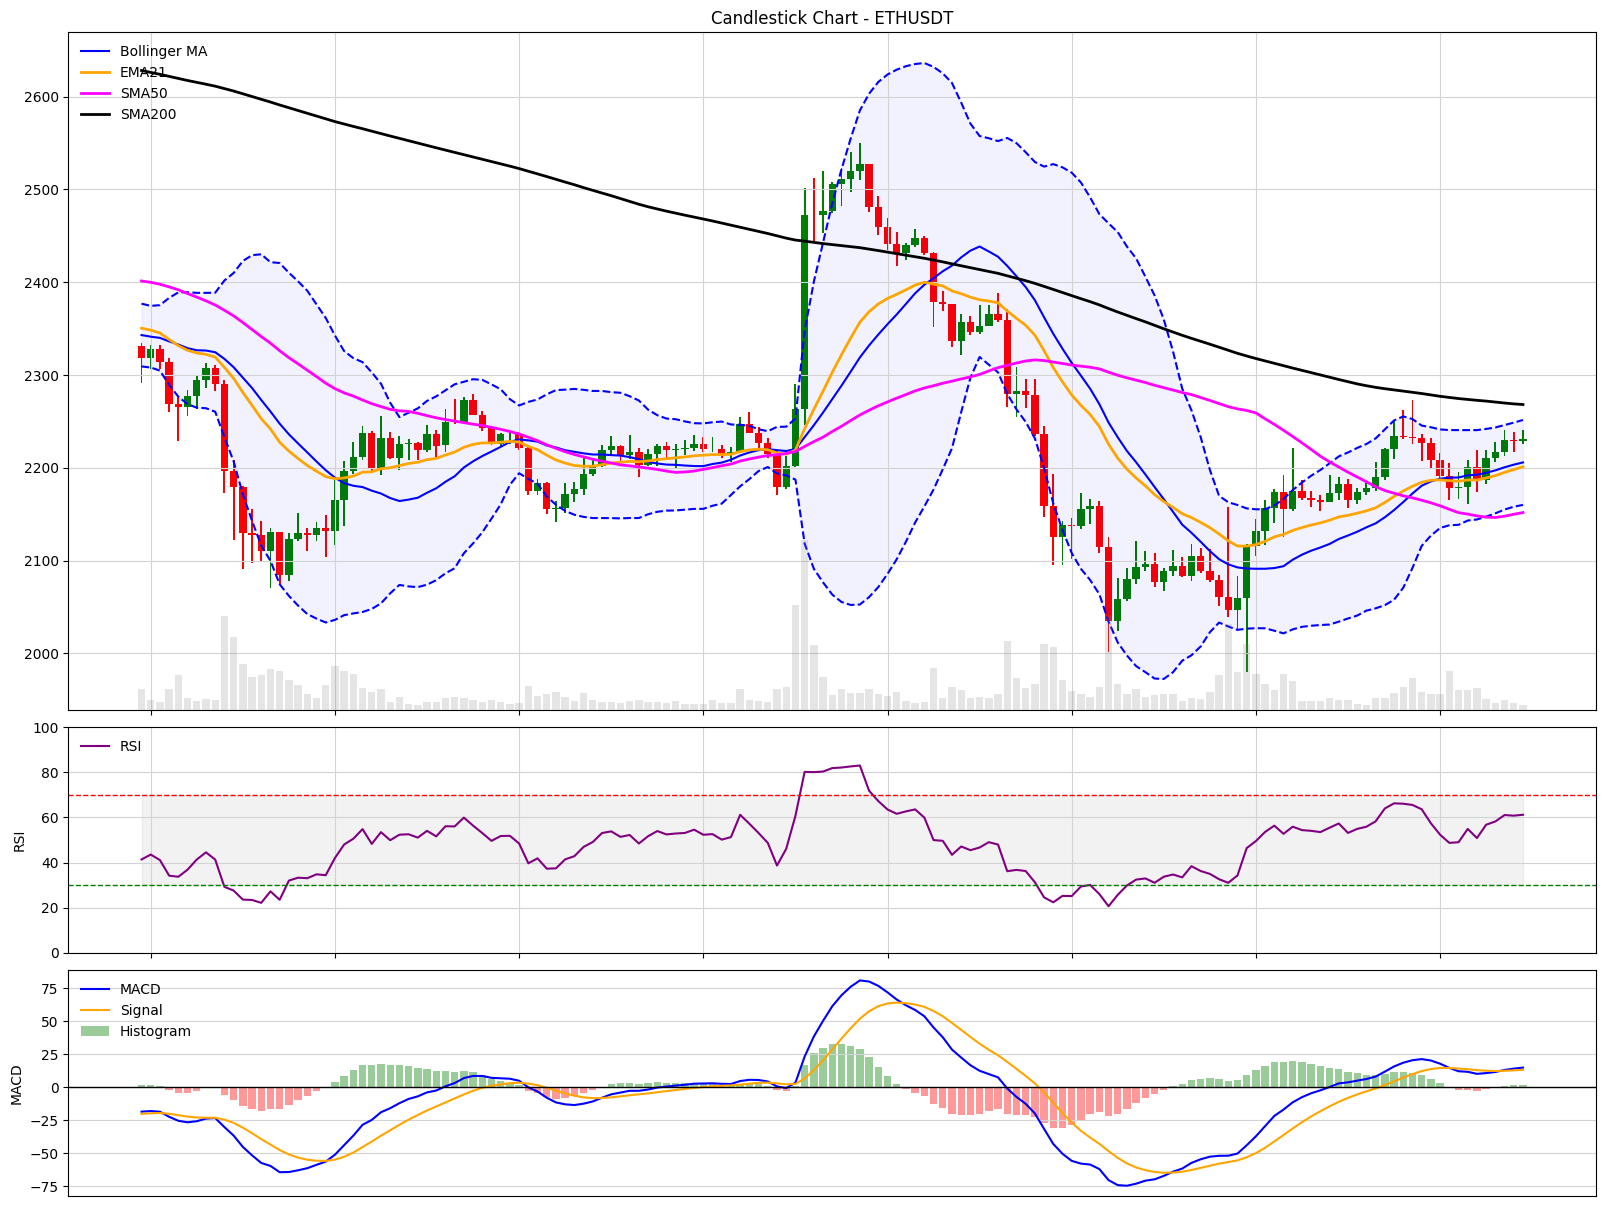 Candlestick Chart - ETHUSDT
Bollinger MA
EMA21
SMA50
SMA200
2600
2500
2400
2300
2200
2100
2000
RSI
100
80
60
40
20
0
RSI
MACD
Signal
Histogram
75
50
25
0
−25
−50
−75
MACD